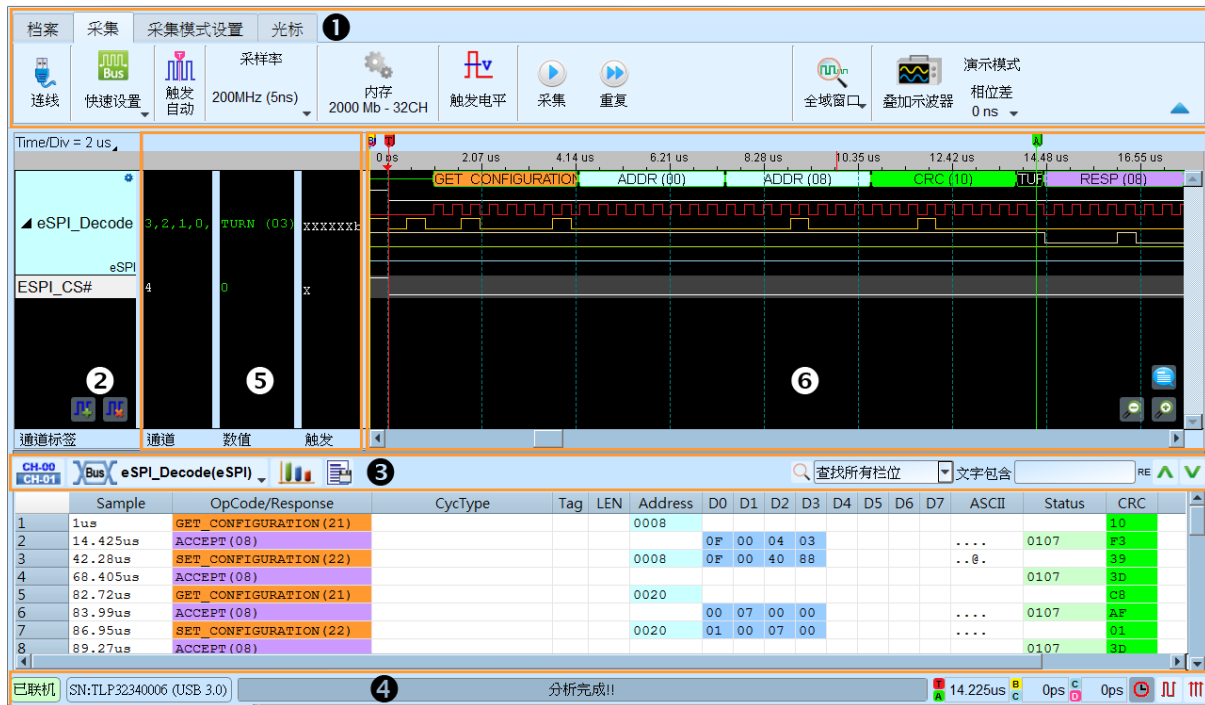 档案 采集 采集模式设置 光标 ❶
连线 Bus 快速设置 触发 自动 采样率 200MHz (5ns) 内存 2000 Mb - 32CH 触发电平 采集 重复 全域窗口 叠加示波器 演示模式 相位差 0 ns
Time/Div = 2 us
0 ps 2.07 us 4.14 us 6.21 us 8.28 us 10.35 us 12.42 us 14.48 us 16.55 us
GET_CONFIGURATION ADDR (00) ADDR (08) CRC (10) TUR RESP (08)
eSPI_Decode 3,2,1,0, TURN (03) XXXXXXb
eSPI
ESPI_CS# 4 0 X
❷ ❺ ❻
通道标签 通道 数值 触发
CH-00 CH-01 Bus eSPI_Decode(eSPI) ❸ 查找所有栏位 文字包含 RE
Sample OpCode/Response CycType Tag LEN Address D0 D1 D2 D3 D4 D5 D6 D7 ASCII Status CRC
1 1us GET_CONFIGURATION(21) 0008 10
2 14.425us ACCEPT(08) 0F 00 04 03 .... 0107 F3
3 42.28us SET_CONFIGURATION(22) 0008 0F 00 40 88 ..@. 39
4 68.405us ACCEPT(08) 0107 3D
5 82.72us GET_CONFIGURATION(21) 0020 C8
6 83.99us ACCEPT(08) 00 07 00 00 .... 0107 AF
7 86.95us SET_CONFIGURATION(22) 0020 01 00 07 00 .... 01
8 89.27us ACCEPT(08) 0107 3D
已联机 SN:TLP32340006 (USB 3.0) ❹ 分析完成!! T A 14.225us B C 0ps C D 0ps